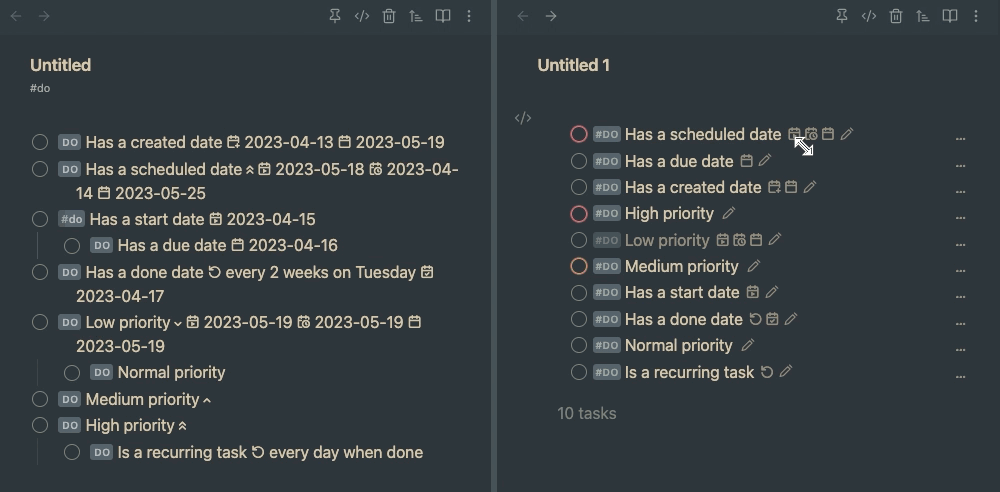 Untitled
#do
DO Has a created date 2023-04-13 2023-05-19
DO Has a scheduled date 2023-05-18 2023-04-
14 2023-05-25
#do Has a start date 2023-04-15
DO Has a due date 2023-04-16
DO Has a done date every 2 weeks on Tuesday
2023-04-17
DO Low priority 2023-05-19 2023-05-19
2023-05-19
DO Normal priority
DO Medium priority
DO High priority
DO Is a recurring task every day when done
Untitled 1
#DO Has a scheduled date ...
#DO Has a due date ...
#DO Has a created date ...
#DO High priority ...
#DO Low priority ...
#DO Medium priority ...
#DO Has a start date ...
#DO Has a done date ...
#DO Normal priority ...
#DO Is a recurring task ...
10 tasks